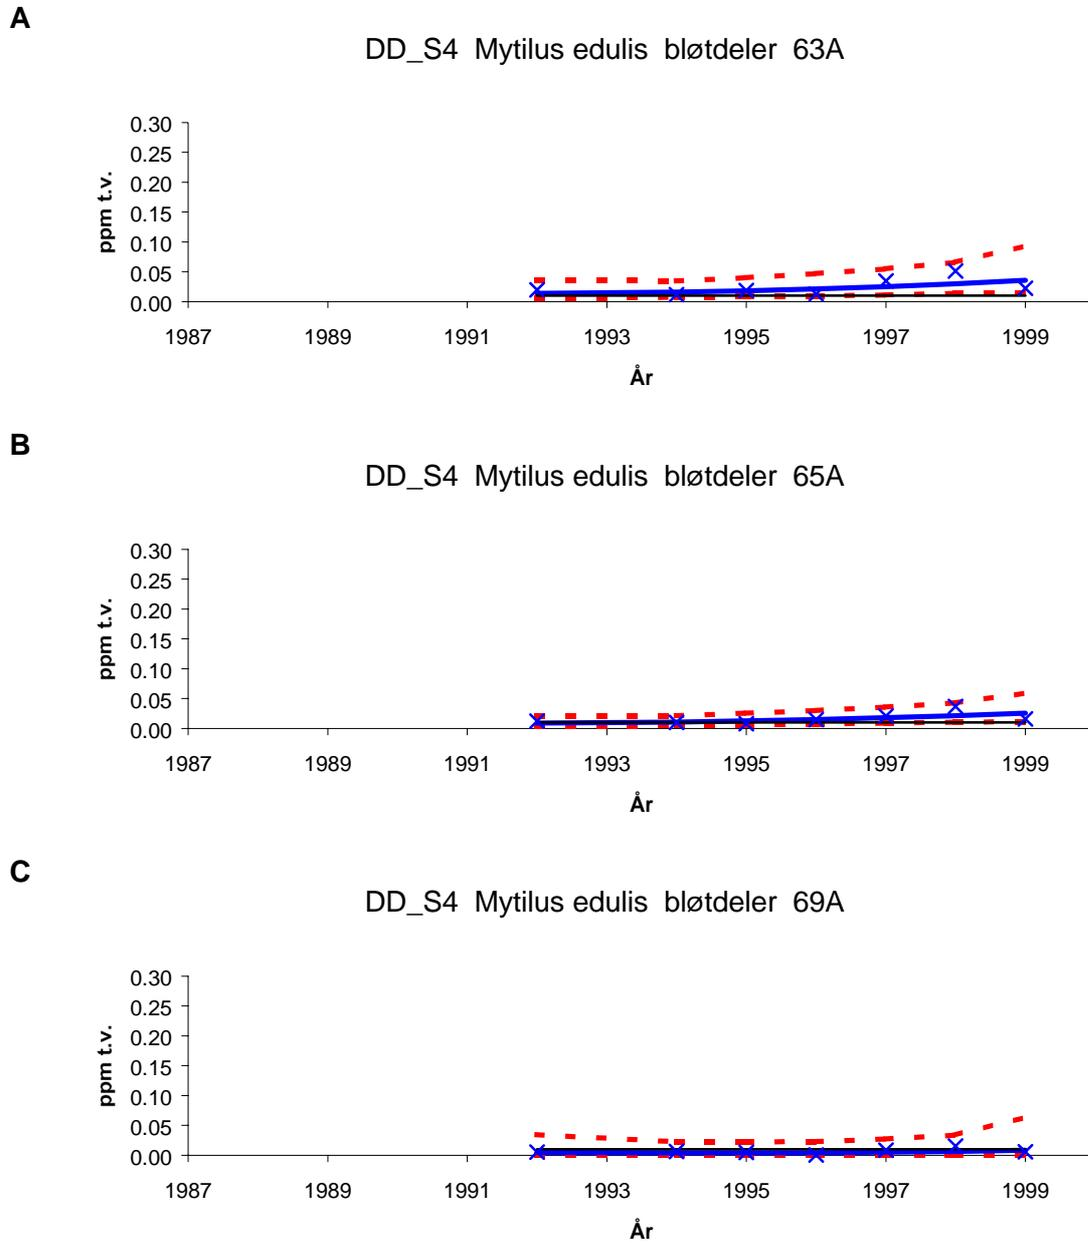 A
DD_S4 Mytilus edulis bløtdeler 63A
ppm t.v.
0.30
0.25
0.20
0.15
0.10
0.05
0.00
1987 1989 1991 1993 1995 1997 1999
År
B
DD_S4 Mytilus edulis bløtdeler 65A
ppm t.v.
0.30
0.25
0.20
0.15
0.10
0.05
0.00
1987 1989 1991 1993 1995 1997 1999
År
C
DD_S4 Mytilus edulis bløtdeler 69A
ppm t.v.
0.30
0.25
0.20
0.15
0.10
0.05
0.00
1987 1989 1991 1993 1995 1997 1999
År